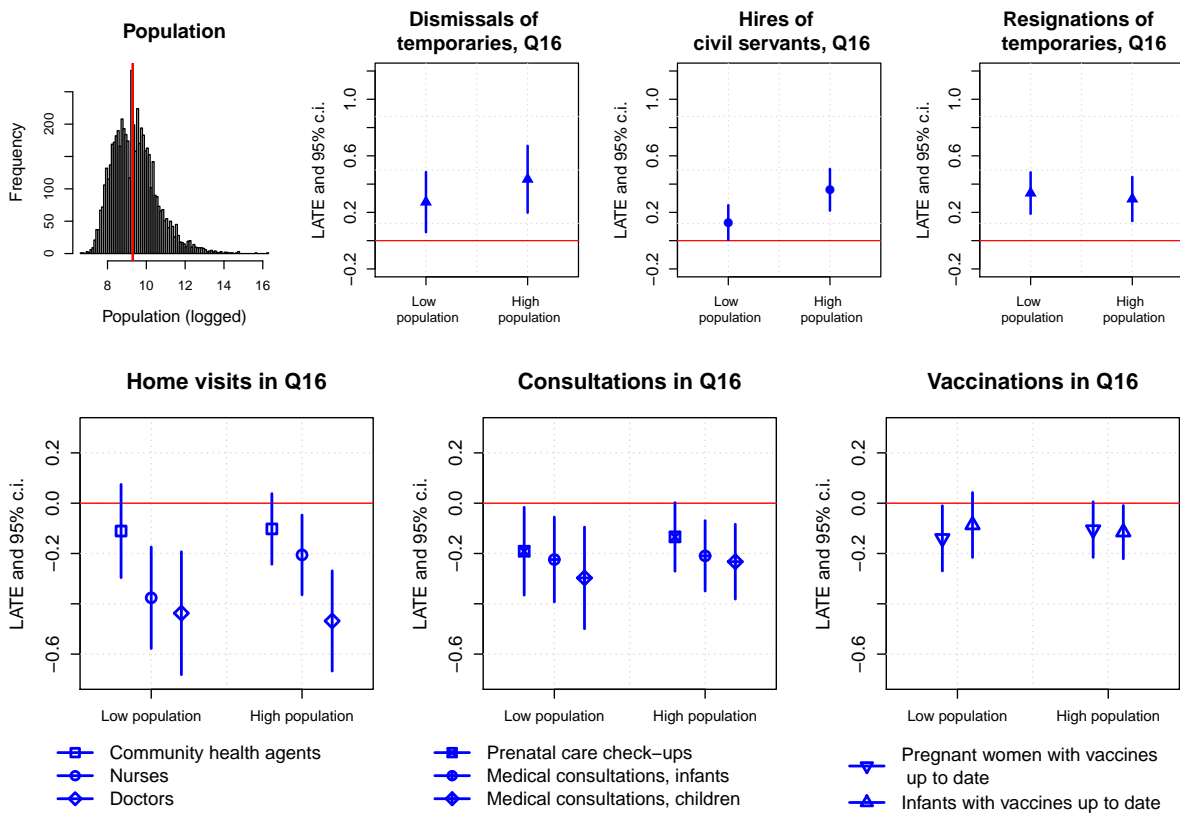 Population
Frequency
0
50
100
200
8
10
12
14
16
Population (logged)
Dismissals of
temporaries, Q16
LATE and 95% c.i.
−0.2
0.2
0.6
1.0
Low
population
High
population
Hires of
civil servants, Q16
LATE and 95% c.i.
−0.2
0.2
0.6
1.0
Low
population
High
population
Resignations of
temporaries, Q16
LATE and 95% c.i.
−0.2
0.2
0.6
1.0
Low
population
High
population
Home visits in Q16
LATE and 95% c.i.
−0.6
−0.2
0.0
0.2
Low population
High population
Community health agents
Nurses
Doctors
Consultations in Q16
LATE and 95% c.i.
−0.6
−0.2
0.0
0.2
Low population
High population
Prenatal care check−ups
Medical consultations, infants
Medical consultations, children
Vaccinations in Q16
LATE and 95% c.i.
−0.6
−0.2
0.0
0.2
Low population
High population
Pregnant women with vaccines
up to date
Infants with vaccines up to date